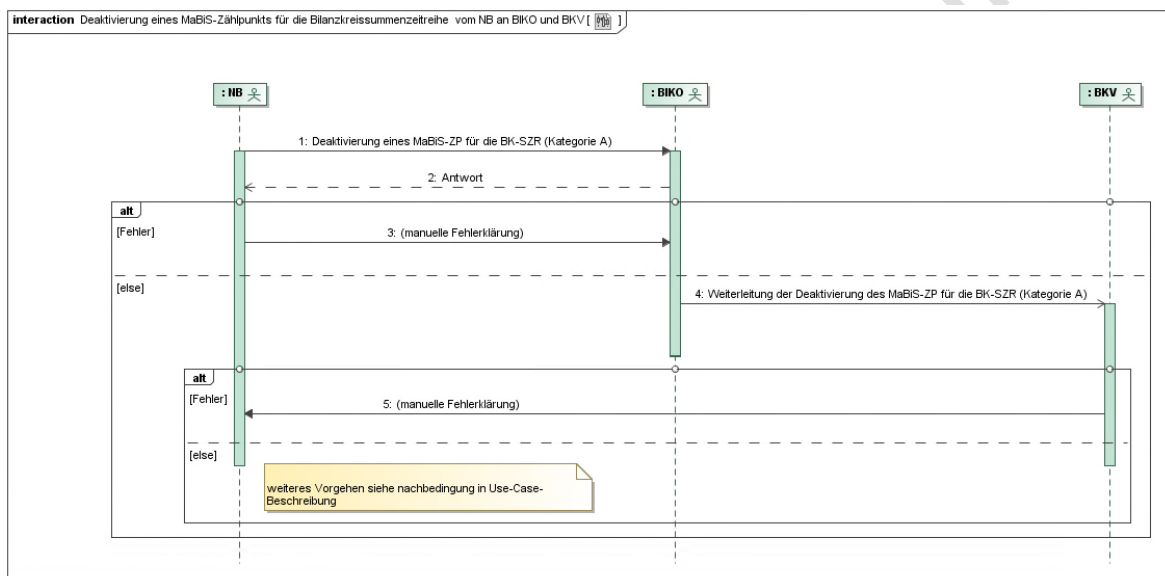 interaction Deaktivierung eines MaBiS-Zählpunkts für die Bilanzkreissummenzeitreihe vom NB an BIKO und BKV[ ]
: NB
: BIKO
: BKV
1: Deaktivierung eines MaBiS-ZP für die BK-SZR (Kategorie A)
2: Antwort
alt
[Fehler]
3: (manuelle Fehlerklärung)
[else]
4: Weiterleitung der Deaktivierung des MaBiS-ZP für die BK-SZR (Kategorie A)
alt
[Fehler]
5: (manuelle Fehlerklärung)
[else]
weiteres Vorgehen siehe nachbedingung in Use-Case-
Beschreibung